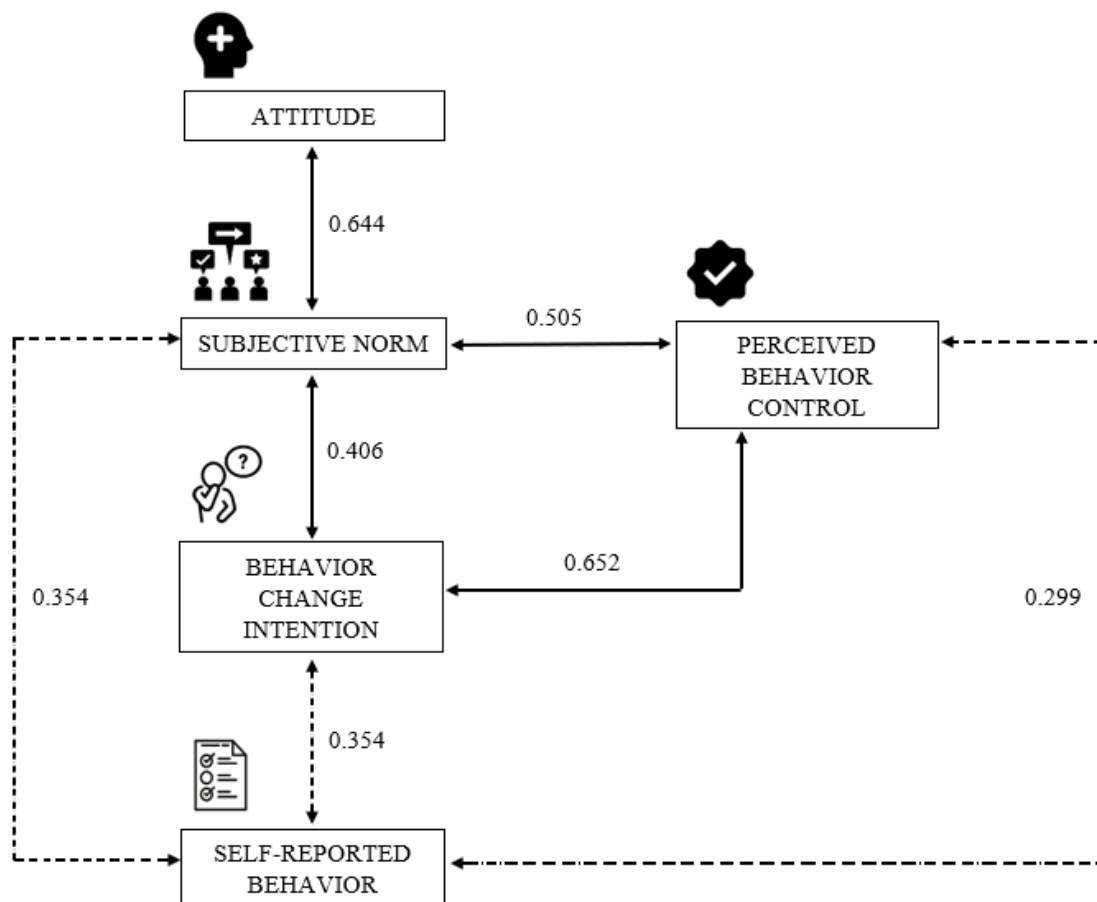 ATTITUDE
0.644
SUBJECTIVE NORM
0.505
PERCEIVED
BEHAVIOR
CONTROL
0.406
?
BEHAVIOR
CHANGE
INTENTION
0.652
0.354
0.299
0.354
SELF-REPORTED
BEHAVIOR